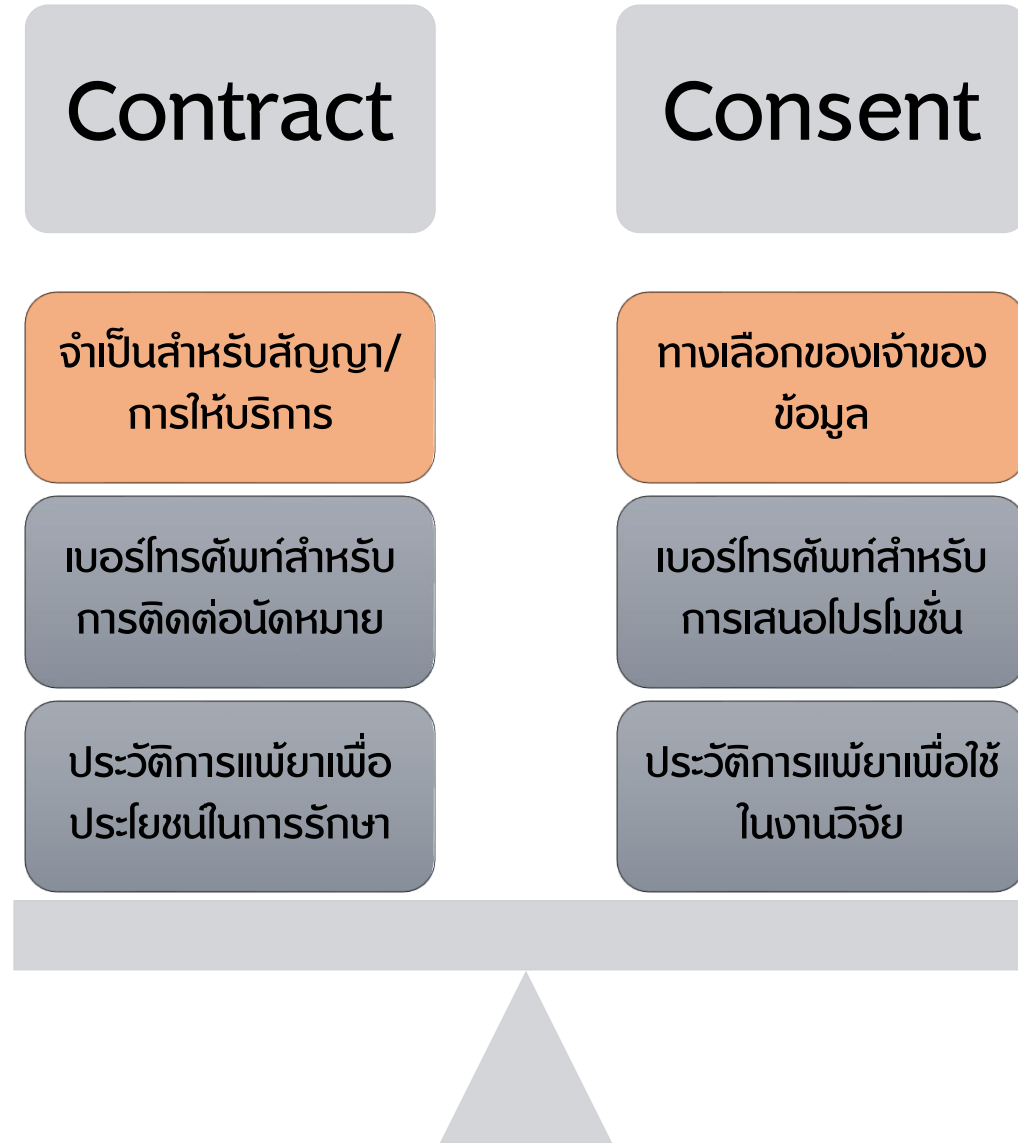 Contract
Consent
จำเป็นสำหรับสัญญา/
การให้บริการ
ทางเลือกของเจ้าของ
ข้อมูล
เบอร์โทรศัพท์สำหรับ
การติดต่อนัดหมาย
เบอร์โทรศัพท์สำหรับ
การเสนอโปรโมชั่น
ประวัติการแพ้ยาเพื่อ
ประโยชน์ในการรักษา
ประวัติการแพ้ยาเพื่อใช้
ในงานวิจัย